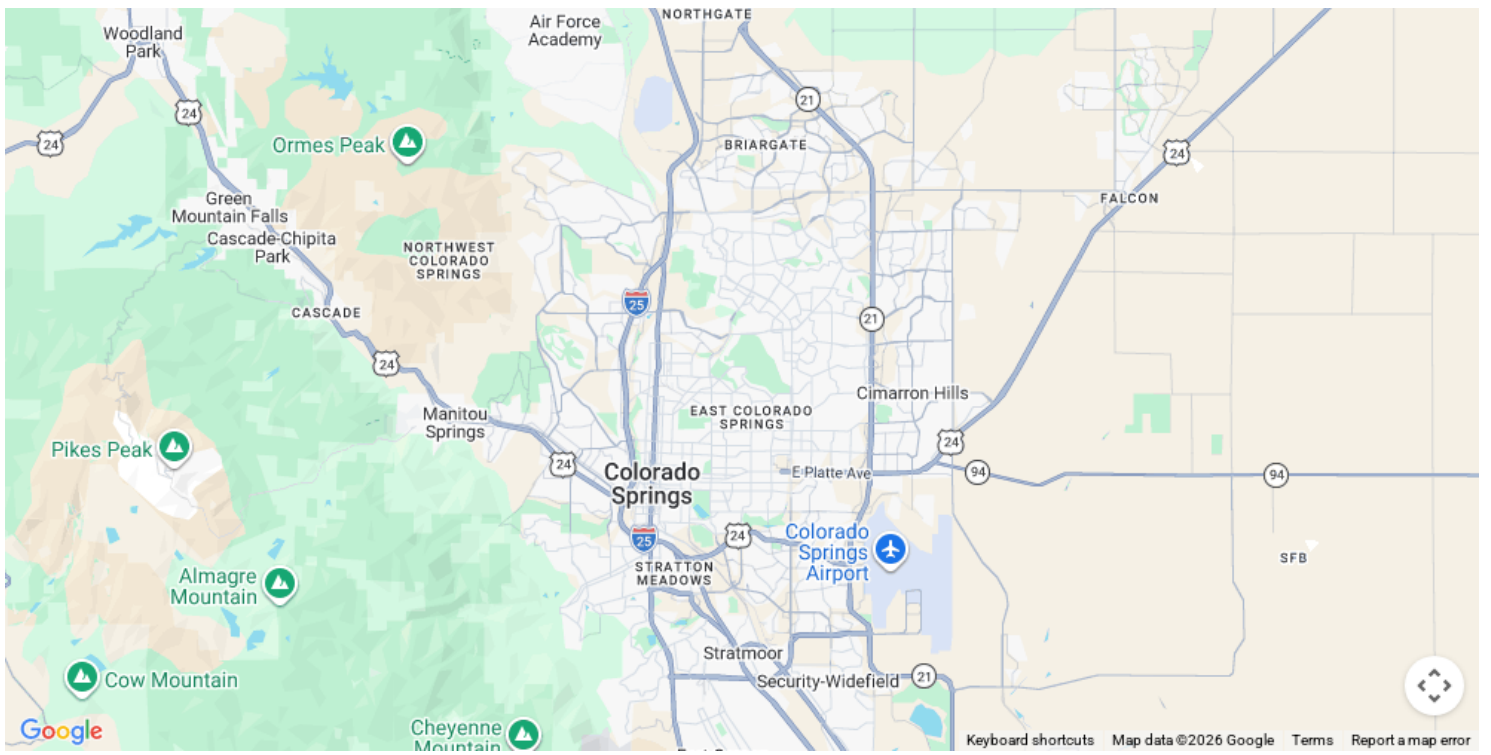 NORTHGATE
Air Force
Academy
Woodland
Park
21
24
24
Ormes Peak
BRIARGATE
24
Green
Mountain Falls
FALCON
Cascade-Chipita
Park
NORTHWEST
COLORADO
SPRINGS
25
CASCADE
21
24
Cimarron Hills
Manitou
Springs
EAST COLORADO
SPRINGS
Pikes Peak
24
24
Colorado
Springs
E Platte Ave
94
94
25
24
Colorado
Springs
Airport
STRATTON
MEADOWS
SFB
Almagre
Mountain
Stratmoor
Cow Mountain
Security-Widefield
21
Cheyenne
Mountain
Google
Keyboard shortcuts
Map data ©2026 Google
Terms
Report a map error